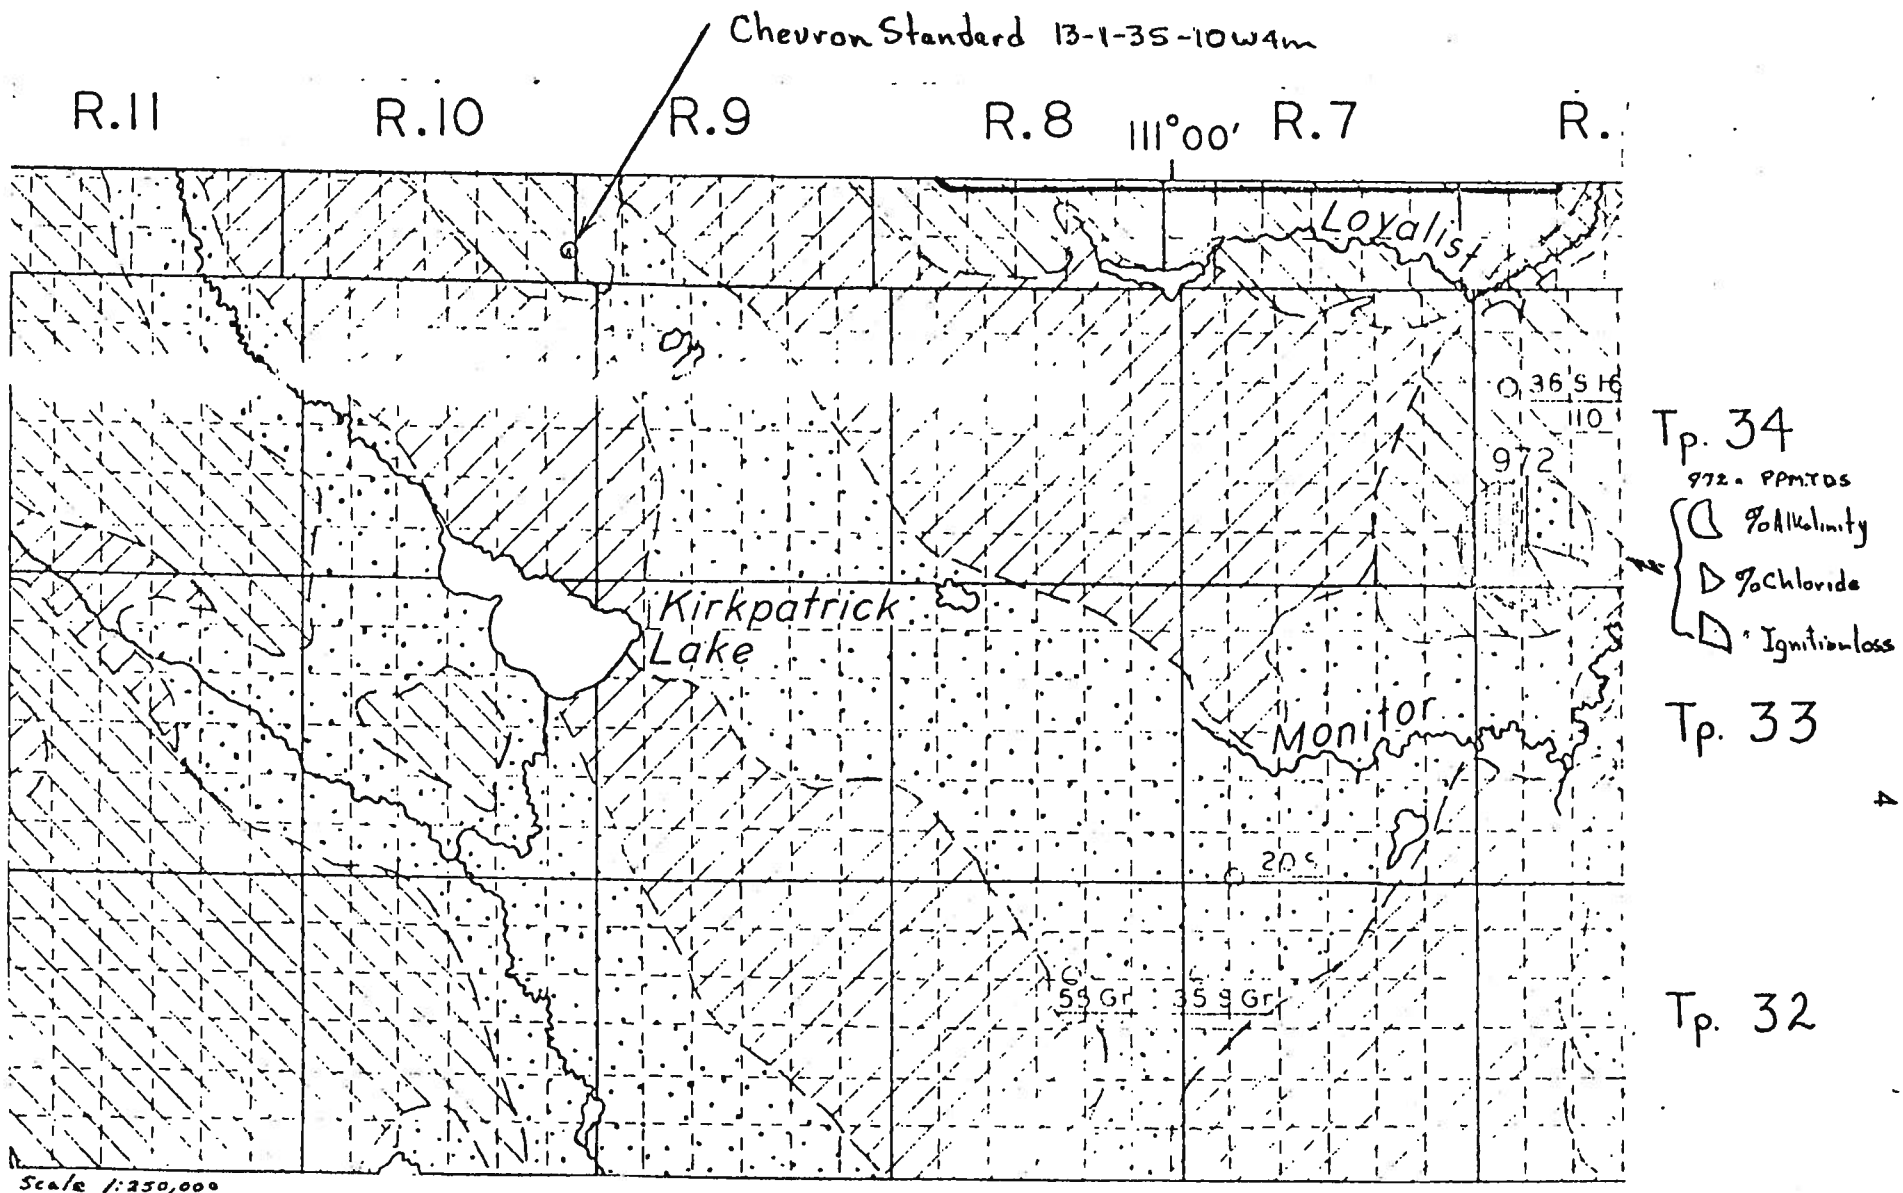 Chevron Standard 13-1-35-10w4m
R.11 R.10 R.9 R.8 111°00' R.7 R.
Loyalist
36 S 16
110
Tp. 34
972
972 = PPM.TDS
% Alkalinity
% Chloride
" Ignition loss
Kirkpatrick
Lake
Monitor
Tp. 33
4
20 S
6
55 Gr 35 S Gr
Tp. 32
Scale 1:250,000